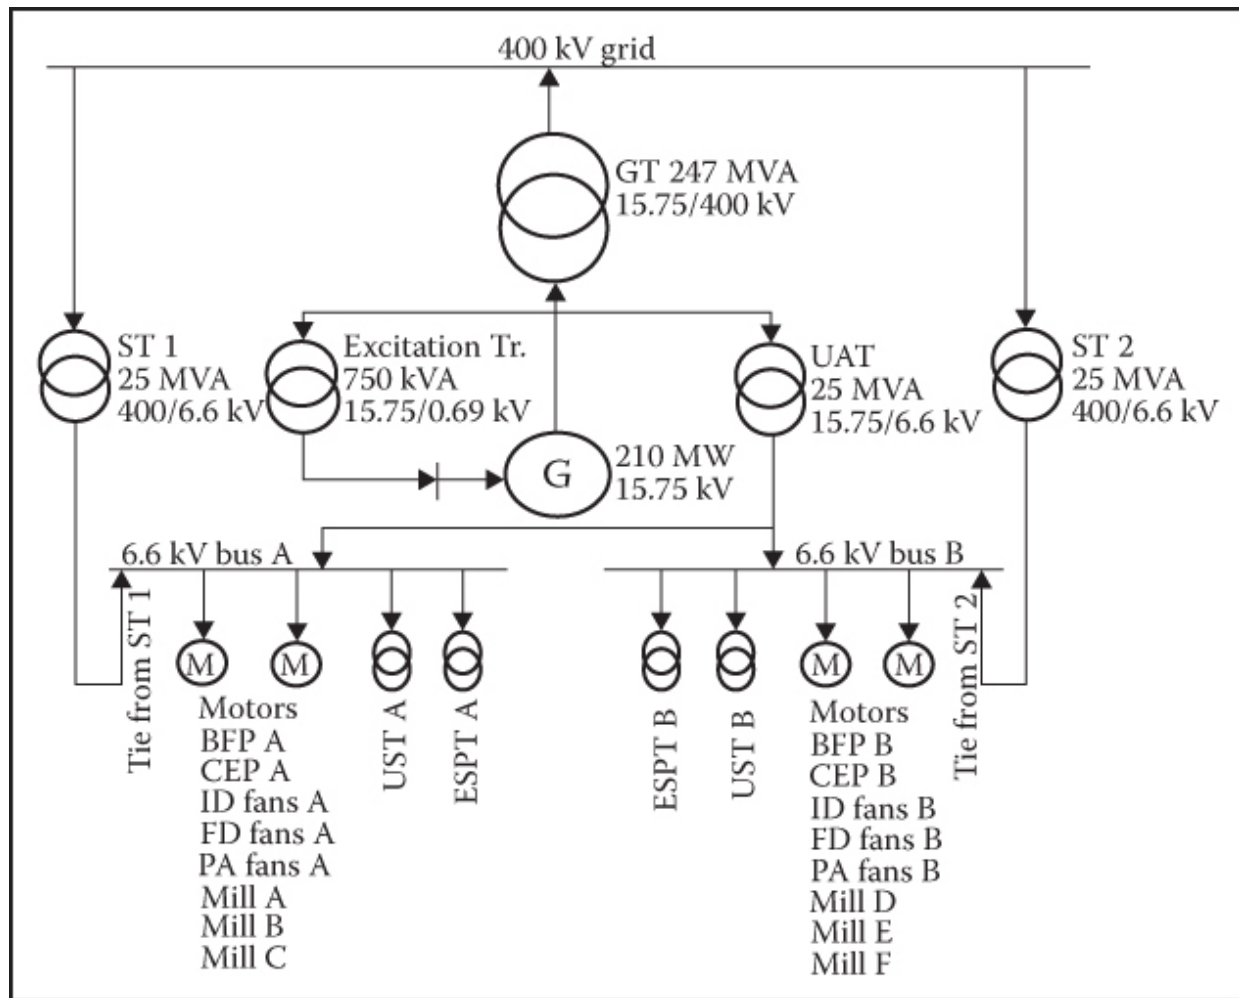 400 kV grid
GT 247 MVA
15.75/400 kV
ST 1
25 MVA
400/6.6 kV
Excitation Tr.
750 kVA
15.75/0.69 kV
UAT
25 MVA
15.75/6.6 kV
ST 2
25 MVA
400/6.6 kV
G
210 MW
15.75 kV
6.6 kV bus A
6.6 kV bus B
Tie from ST 1
M
M
Motors
BFP A
CEP A
ID fans A
FD fans A
PA fans A
Mill A
Mill B
Mill C
UST A
ESPT A
ESPT B
UST B
M
M
Motors
BFP B
CEP B
ID fans B
FD fans B
PA fans B
Mill D
Mill E
Mill F
Tie from ST 2